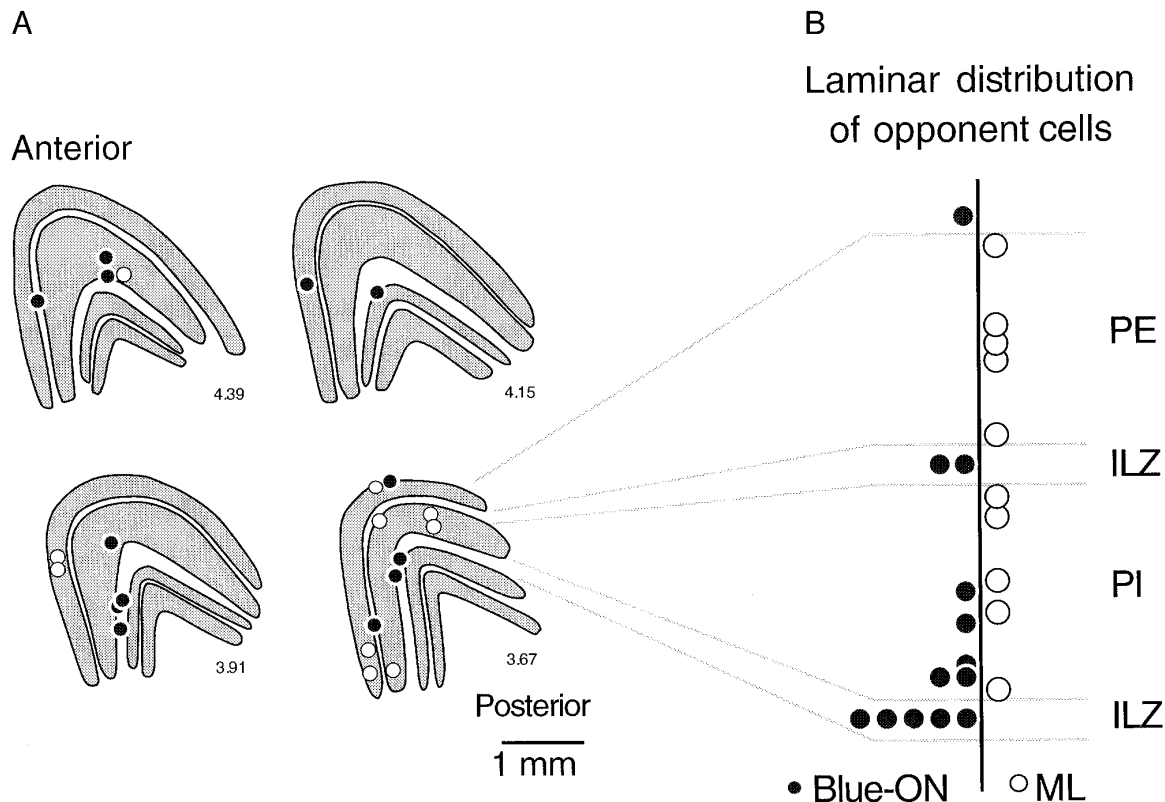 A
B
Laminar distribution
of opponent cells
Anterior
4.39
4.15
3.91
3.67
Posterior
1 mm
PE
ILZ
PI
ILZ
Blue-ON
ML